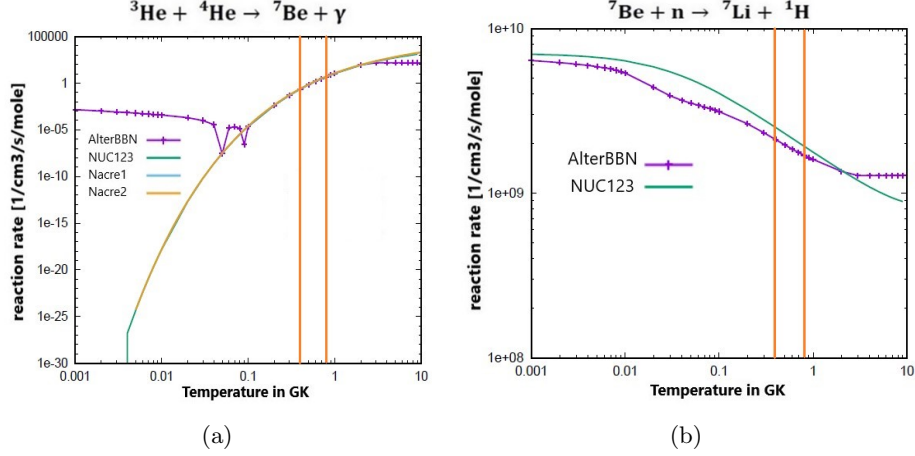 ³He + ⁴He → ⁷Be + γ
reaction rate [1/cm3/s/mole]
100000
1
1e-05
1e-10
1e-15
1e-20
1e-25
1e-30
AlterBBN
NUC123
Nacre1
Nacre2
0.001 0.01 0.1 1 10
Temperature in GK
(a)
⁷Be + n → ⁷Li + ¹H
reaction rate [1/cm3/s/mole]
1e+10
1e+09
1e+08
AlterBBN
NUC123
0.001 0.01 0.1 1 10
Temperature in GK
(b)